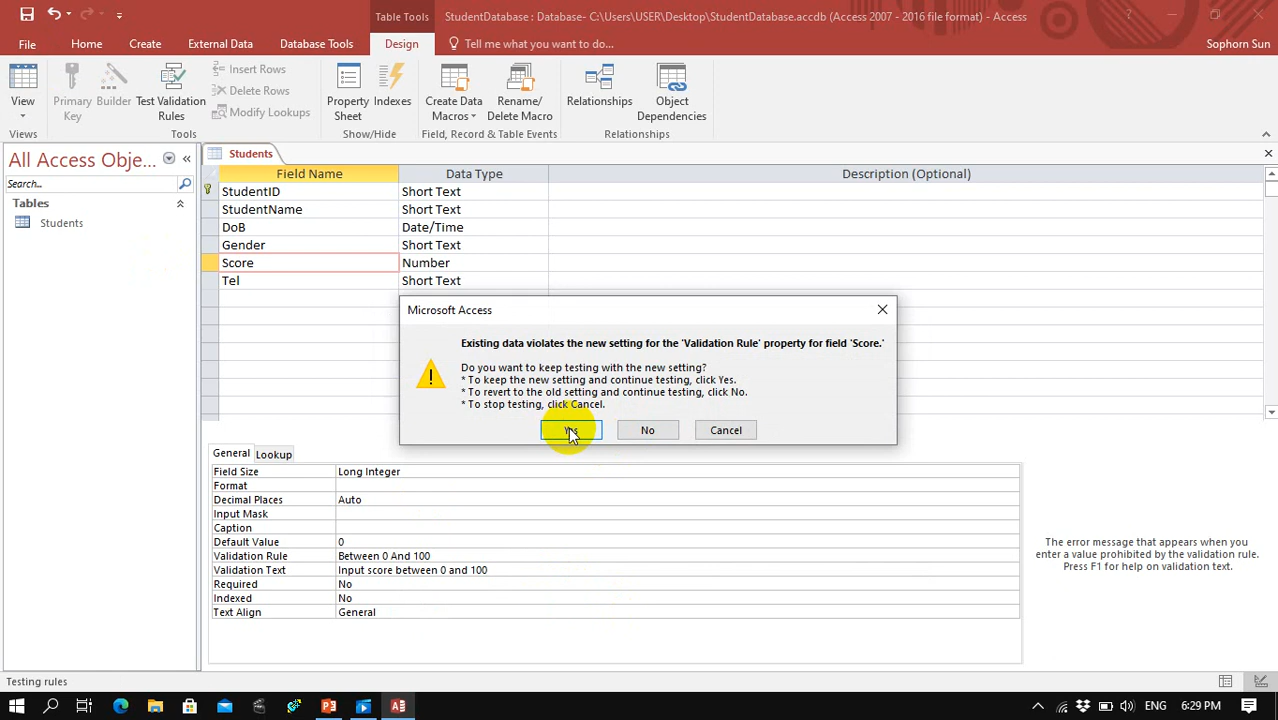 Table Tools
StudentDatabase : Database- C:\Users\USER\Desktop\StudentDatabase.accdb (Access 2007 - 2016 file format) - Access
File Home Create External Data Database Tools Design Tell me what you want to do... Sophorn Sun
View
Primary Key
Builder
Test Validation Rules
Insert Rows
Delete Rows
Modify Lookups
Property Sheet
Indexes
Create Data Macros
Rename/ Delete Macro
Relationships
Object Dependencies
Views Tools Show/Hide Field, Record & Table Events Relationships
All Access Obje...
Search...
Tables
Students
Students
Field Name Data Type Description (Optional)
StudentID Short Text
StudentName Short Text
DoB Date/Time
Gender Short Text
Score Number
Tel Short Text
Microsoft Access
Existing data violates the new setting for the 'Validation Rule' property for field 'Score.'
Do you want to keep testing with the new setting?
* To keep the new setting and continue testing, click Yes.
* To revert to the old setting and continue testing, click No.
* To stop testing, click Cancel.
Yes No Cancel
General Lookup
Field Size Long Integer
Format
Decimal Places Auto
Input Mask
Caption
Default Value 0
Validation Rule Between 0 And 100
Validation Text Input score between 0 and 100
Required No
Indexed No
Text Align General
The error message that appears when you
enter a value prohibited by the validation rule.
Press F1 for help on validation text.
Testing rules
ENG 6:29 PM